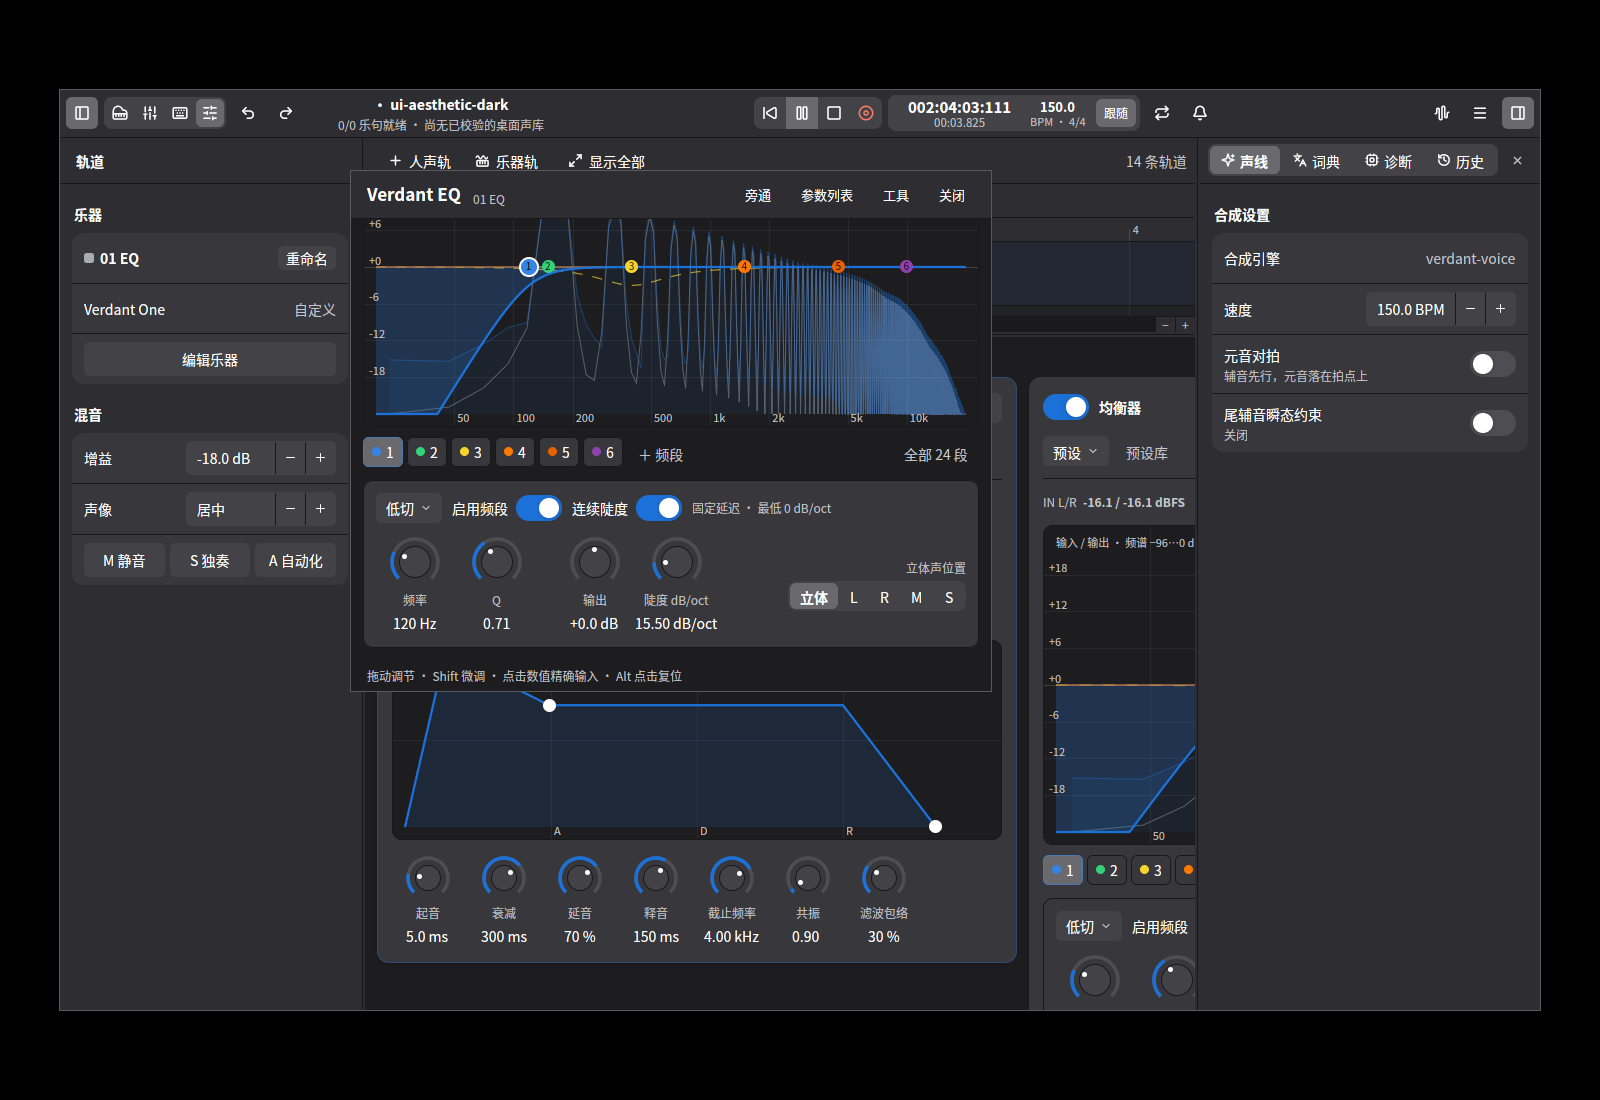 • ui-aesthetic-dark
0/0 乐句就绪 • 尚无已校验的桌面声库
002:04:03:111
00:03.825
150.0
BPM • 4/4
跟随
轨道
人声轨
乐器轨
显示全部
14 条轨道
声线
词典
诊断
历史
乐器
01 EQ
重命名
Verdant One
自定义
编辑乐器
混音
增益
-18.0 dB
声像
居中
M 静音
S 独奏
A 自动化
Verdant EQ
01 EQ
旁通
参数列表
工具
关闭
+6
+0
-6
-12
-18
1
2
3
4
5
6
50
100
200
500
1k
2k
5k
10k
1
2
3
4
5
6
+ 频段
全部 24 段
低切
启用频段
连续陡度
固定延迟 • 最低 0 dB/oct
频率
120 Hz
Q
0.71
输出
+0.0 dB
陡度 dB/oct
15.50 dB/oct
立体声位置
立体
L
R
M
S
拖动调节 • Shift 微调 • 点击数值精确输入 • Alt 点击复位
A
D
R
起音
5.0 ms
衰减
300 ms
延音
70 %
释音
150 ms
截止频率
4.00 kHz
共振
0.90
滤波包络
30 %
4
均衡器
预设
预设库
IN L/R -16.1 / -16.1 dBFS
输入 / 输出 • 频谱 −96⋯0 d
+18
+12
+6
+0
-6
-12
-18
50
1
2
3
低切
启用频段
合成设置
合成引擎
verdant-voice
速度
150.0 BPM
元音对拍
辅音先行，元音落在拍点上
尾辅音瞬态约束
关闭